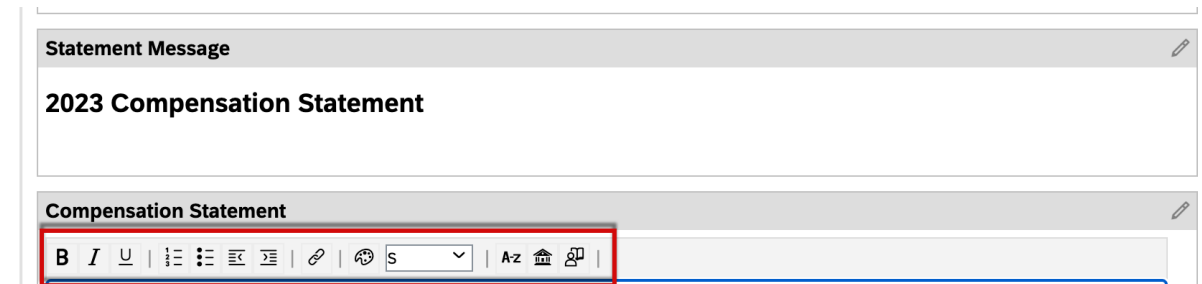 Statement Message
2023 Compensation Statement
Compensation Statement
B I U S A-z